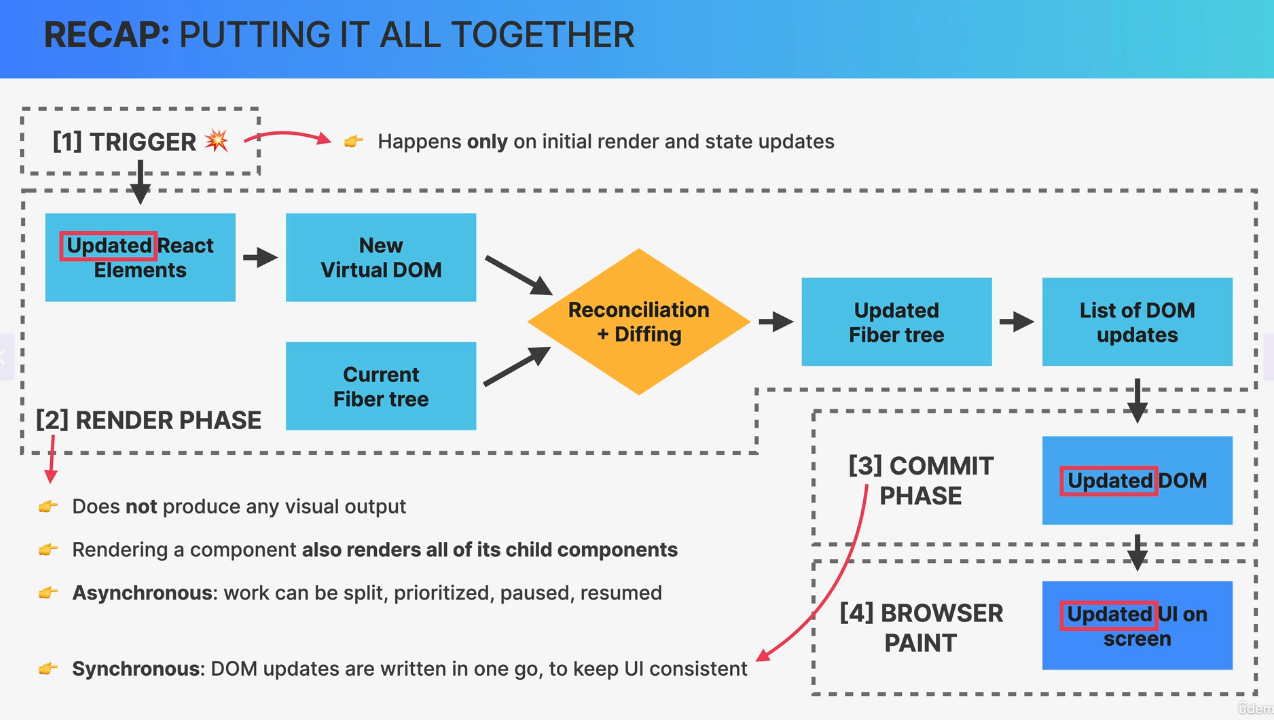 RECAP: PUTTING IT ALL TOGETHER
[1] TRIGGER 💥
👉 Happens only on initial render and state updates
Updated React
Elements
New
Virtual DOM
Current
Fiber tree
Reconciliation
+ Diffing
Updated
Fiber tree
List of DOM
updates
[2] RENDER PHASE
👉 Does not produce any visual output
👉 Rendering a component also renders all of its child components
👉 Asynchronous: work can be split, prioritized, paused, resumed
[3] COMMIT
PHASE
Updated DOM
👉 Synchronous: DOM updates are written in one go, to keep UI consistent
[4] BROWSER
PAINT
Updated UI on
screen